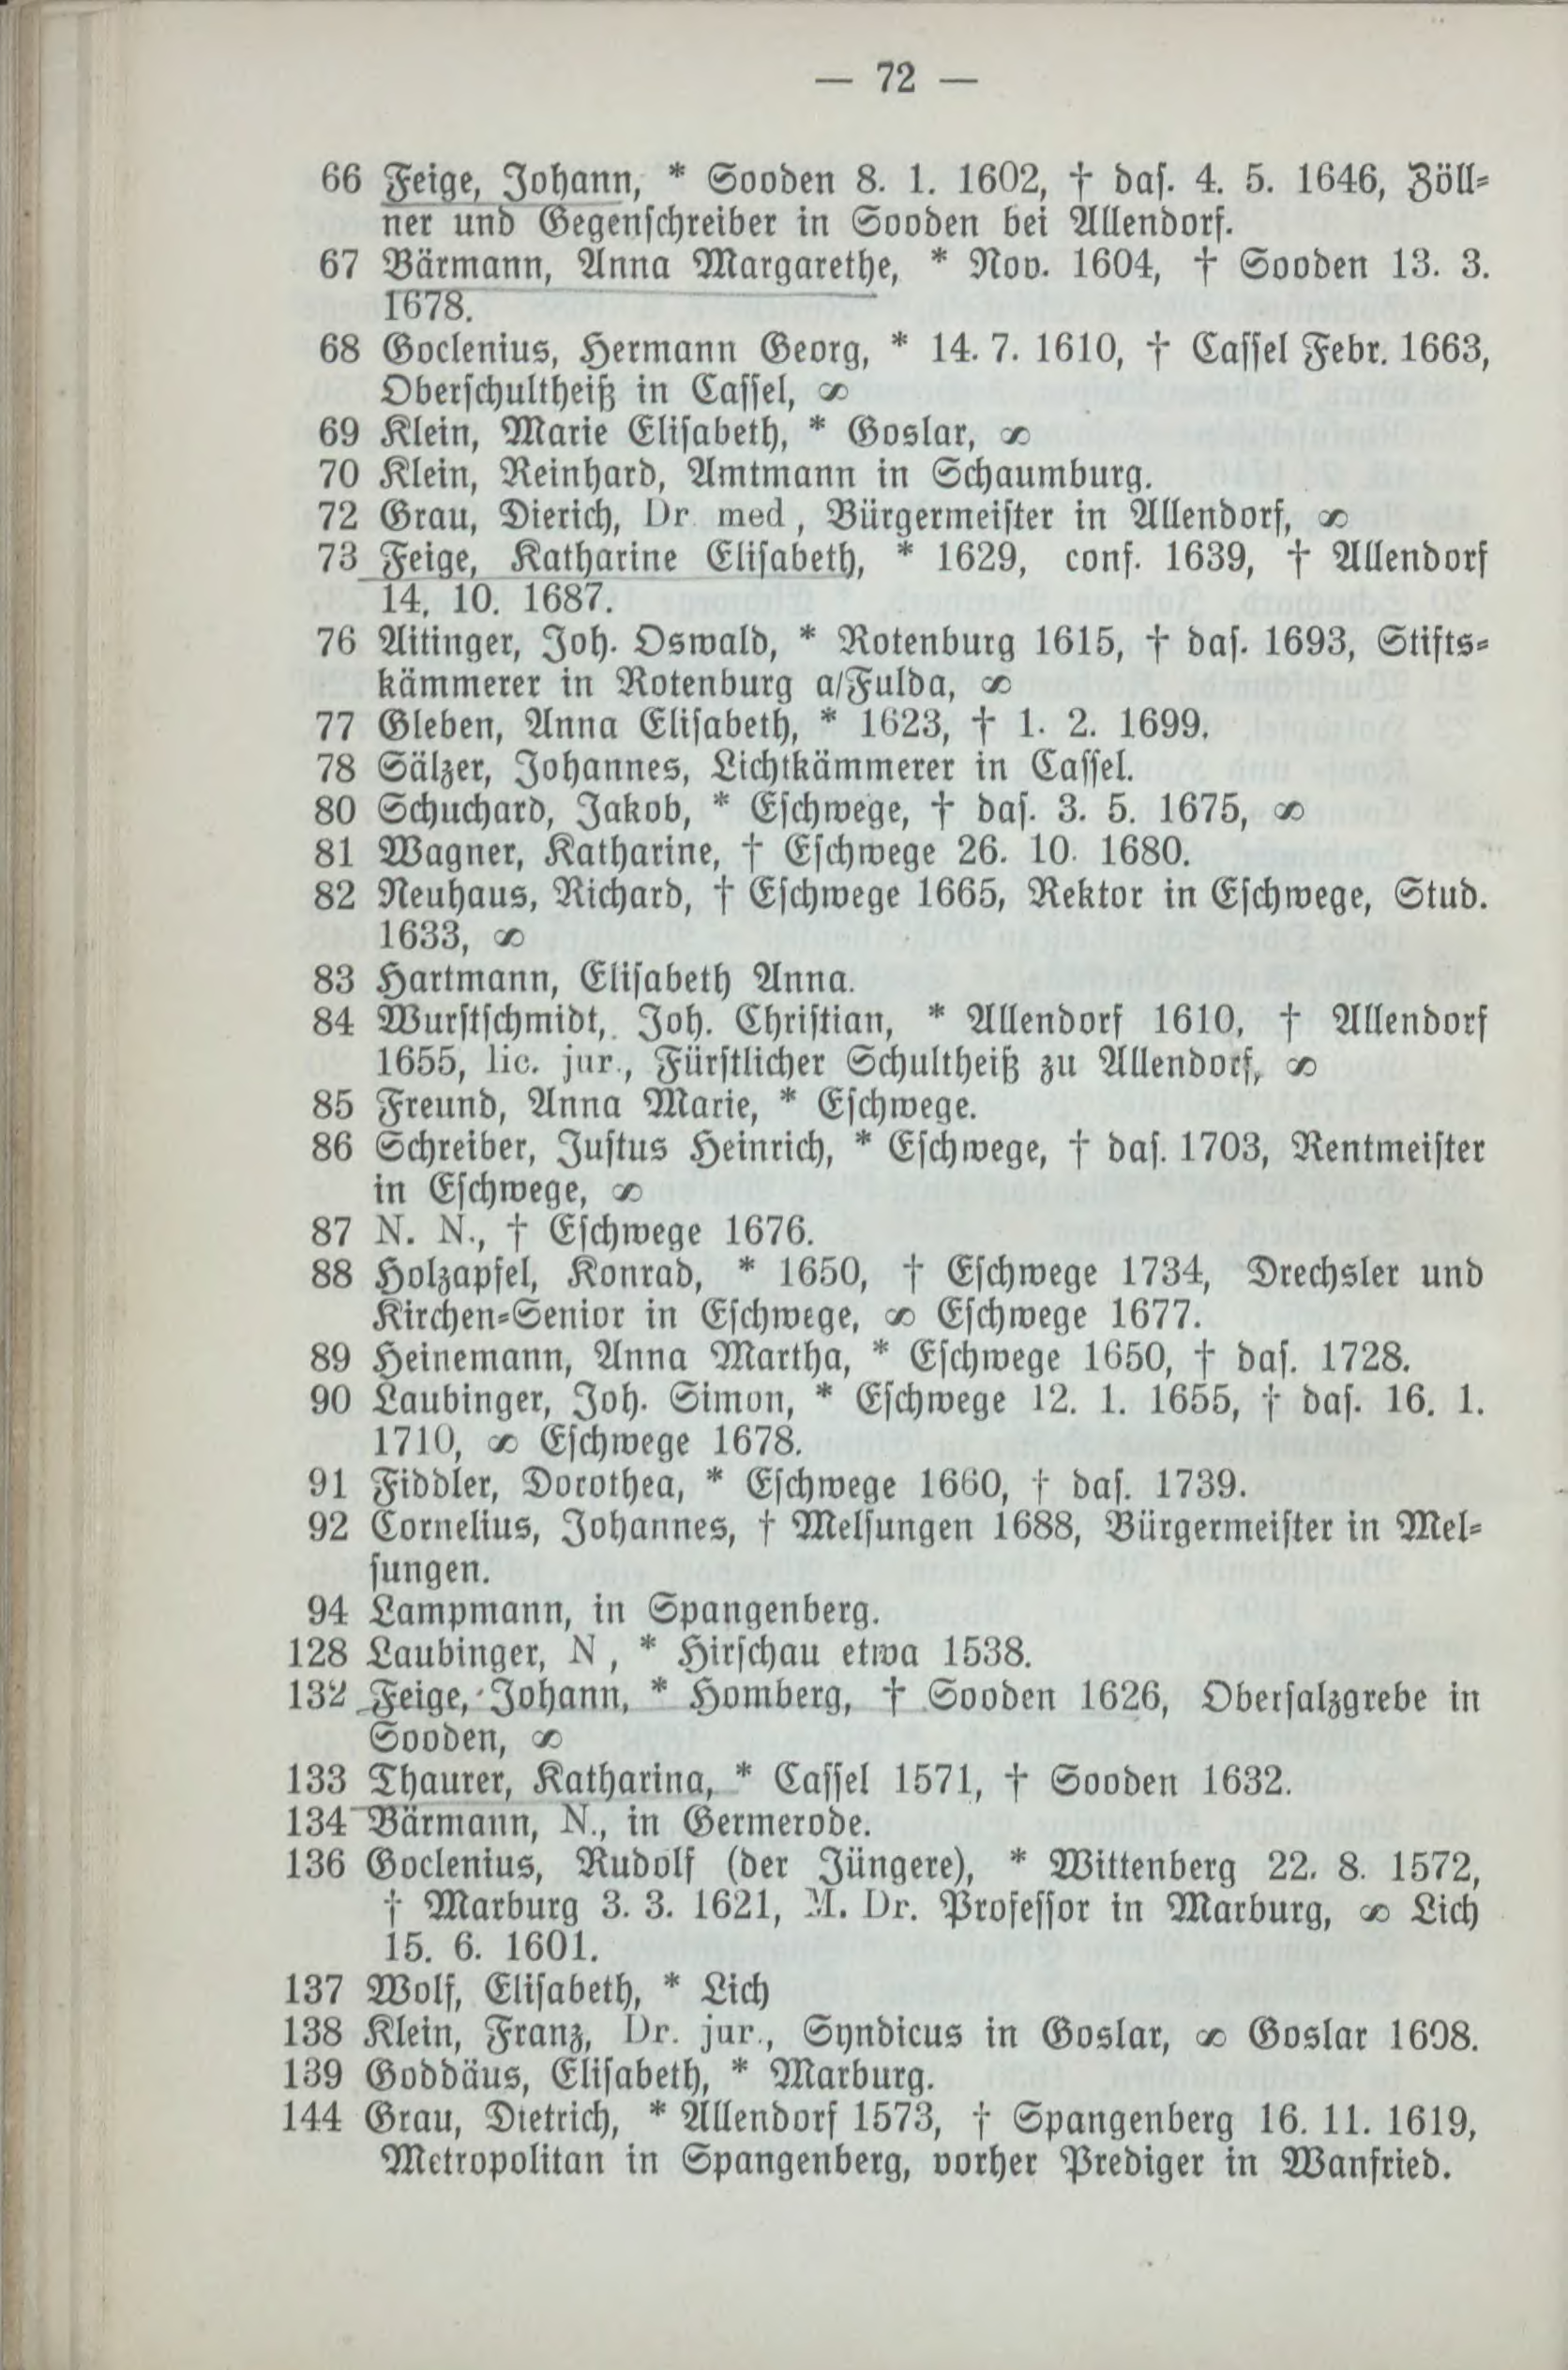 — 72 —
66 Feige, Johann, * Sooden 8. 1. 1602, † das. 4. 5. 1646, Zöll=
ner und Gegenschreiber in Sooden bei Allendorf.
67 Bärmann, Anna Margarethe, * Nov. 1604, † Sooden 13. 3.
1678.
68 Goclenius, Hermann Georg, * 14. 7. 1610, † Cassel Febr. 1663,
Oberschultheiß in Cassel, ∞
69 Klein, Marie Elisabeth, * Goslar, ∞
70 Klein, Reinhard, Amtmann in Schaumburg.
72 Grau, Dierich, Dr med, Bürgermeister in Allendorf, ∞
73 Feige, Katharine Elisabeth, * 1629, conf. 1639, † Allendorf
14. 10. 1687.
76 Aitinger, Joh. Oswald, * Rotenburg 1615, † das. 1693, Stifts=
kämmerer in Rotenburg a/Fulda, ∞
77 Gleben, Anna Elisabeth, * 1623, † 1. 2. 1699.
78 Sälzer, Johannes, Lichtkämmerer in Cassel.
80 Schuchard, Jakob, * Eschwege, † das. 3. 5. 1675, ∞
81 Wagner, Katharine, † Eschwege 26. 10. 1680.
82 Neuhaus, Richard, † Eschwege 1665, Rektor in Eschwege, Stud.
1633, ∞
83 Hartmann, Elisabeth Anna.
84 Wurstschmidt, Joh. Christian, * Allendorf 1610, † Allendorf
1655, lic. jur., Fürstlicher Schultheiß zu Allendorf, ∞
85 Freund, Anna Marie, * Eschwege.
86 Schreiber, Justus Heinrich, * Eschwege, † das. 1703, Rentmeister
in Eschwege, ∞
87 N. N., † Eschwege 1676.
88 Holzapfel, Konrad, * 1650, † Eschwege 1734, Drechsler und
Kirchen=Senior in Eschwege, ∞ Eschwege 1677.
89 Heinemann, Anna Martha, * Eschwege 1650, † das. 1728.
90 Laubinger, Joh. Simon, * Eschwege 12. 1. 1655, † das. 16. 1.
1710, ∞ Eschwege 1678.
91 Fiddler, Dorothea, * Eschwege 1660, † das. 1739.
92 Cornelius, Johannes, † Melsungen 1688, Bürgermeister in Mel=
sungen.
94 Lampmann, in Spangenberg.
128 Laubinger, N, * Hirschau etwa 1538.
132 Feige, Johann, * Homberg, † Sooden 1626, Obersalzgrebe in
Sooden, ∞
133 Thaurer, Katharina, * Cassel 1571, † Sooden 1632.
134 Bärmann, N., in Germerode.
136 Goclenius, Rudolf (der Jüngere), * Wittenberg 22. 8. 1572,
† Marburg 3. 3. 1621, M. Dr. Professor in Marburg, ∞ Lich
15. 6. 1601.
137 Wolf, Elisabeth, * Lich
138 Klein, Franz, Dr. jur., Syndicus in Goslar, ∞ Goslar 1608.
139 Goddäus, Elisabeth, * Marburg.
144 Grau, Dietrich, * Allendorf 1573, † Spangenberg 16. 11. 1619,
Metropolitan in Spangenberg, vorher Prediger in Wanfried.